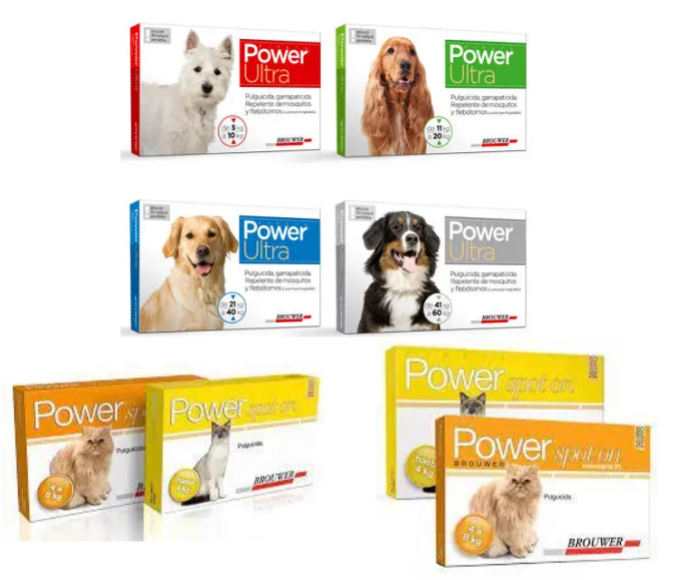 Power
Ultra
Pulguicida, garrapaticida.
Repelente de mosquitos
y flebótomos
de 5 kg
a 10 kg
BROUWER
Power
Ultra
Pulguicida, garrapaticida.
Repelente de mosquitos
y flebótomos
de 11 kg
a 20 kg
BROUWER
Power
Ultra
Pulguicida, garrapaticida.
Repelente de mosquitos
y flebótomos
de 21 kg
a 40 kg
BROUWER
Power
Ultra
Pulguicida, garrapaticida.
Repelente de mosquitos
y flebótomos
de 41 kg
a 60 kg
BROUWER
Power sp
Pulguicida
4 a
8 kg
Power spot on
Pulguicida.
hasta
4 kg
BROUWER
Power spot on
hasta
4 kg
Power spot on
BROUWER
Pulguicida.
4 a
8 kg
BROUWER